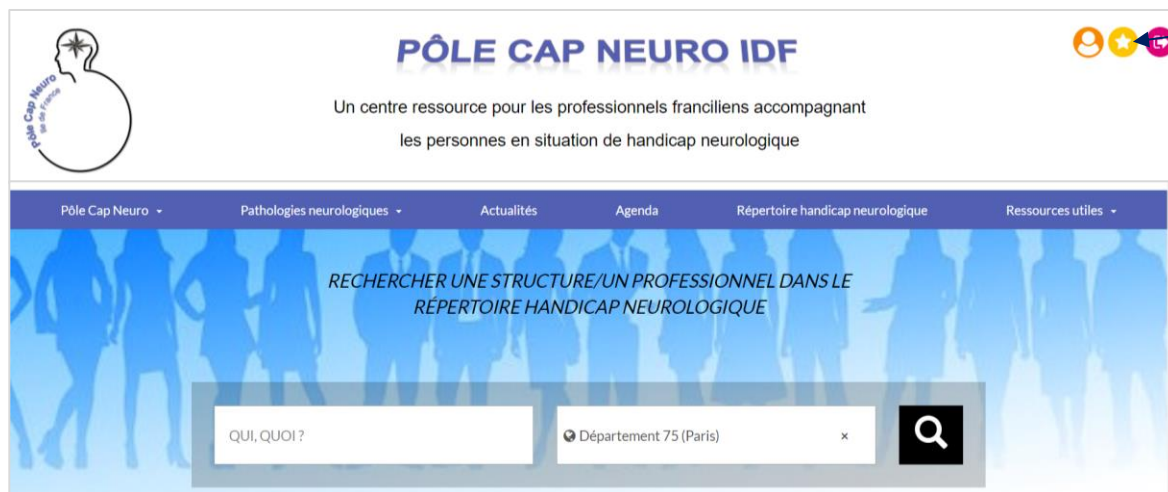 Pôle Cap Neuro
Ile de France
PÔLE CAP NEURO IDF
Un centre ressource pour les professionnels franciliens accompagnant
les personnes en situation de handicap neurologique
Pôle Cap Neuro
Pathologies neurologiques
Actualités
Agenda
Répertoire handicap neurologique
Ressources utiles
RECHERCHER UNE STRUCTURE/UN PROFESSIONNEL DANS LE
RÉPERTOIRE HANDICAP NEUROLOGIQUE
QUI, QUOI ?
Département 75 (Paris) ×